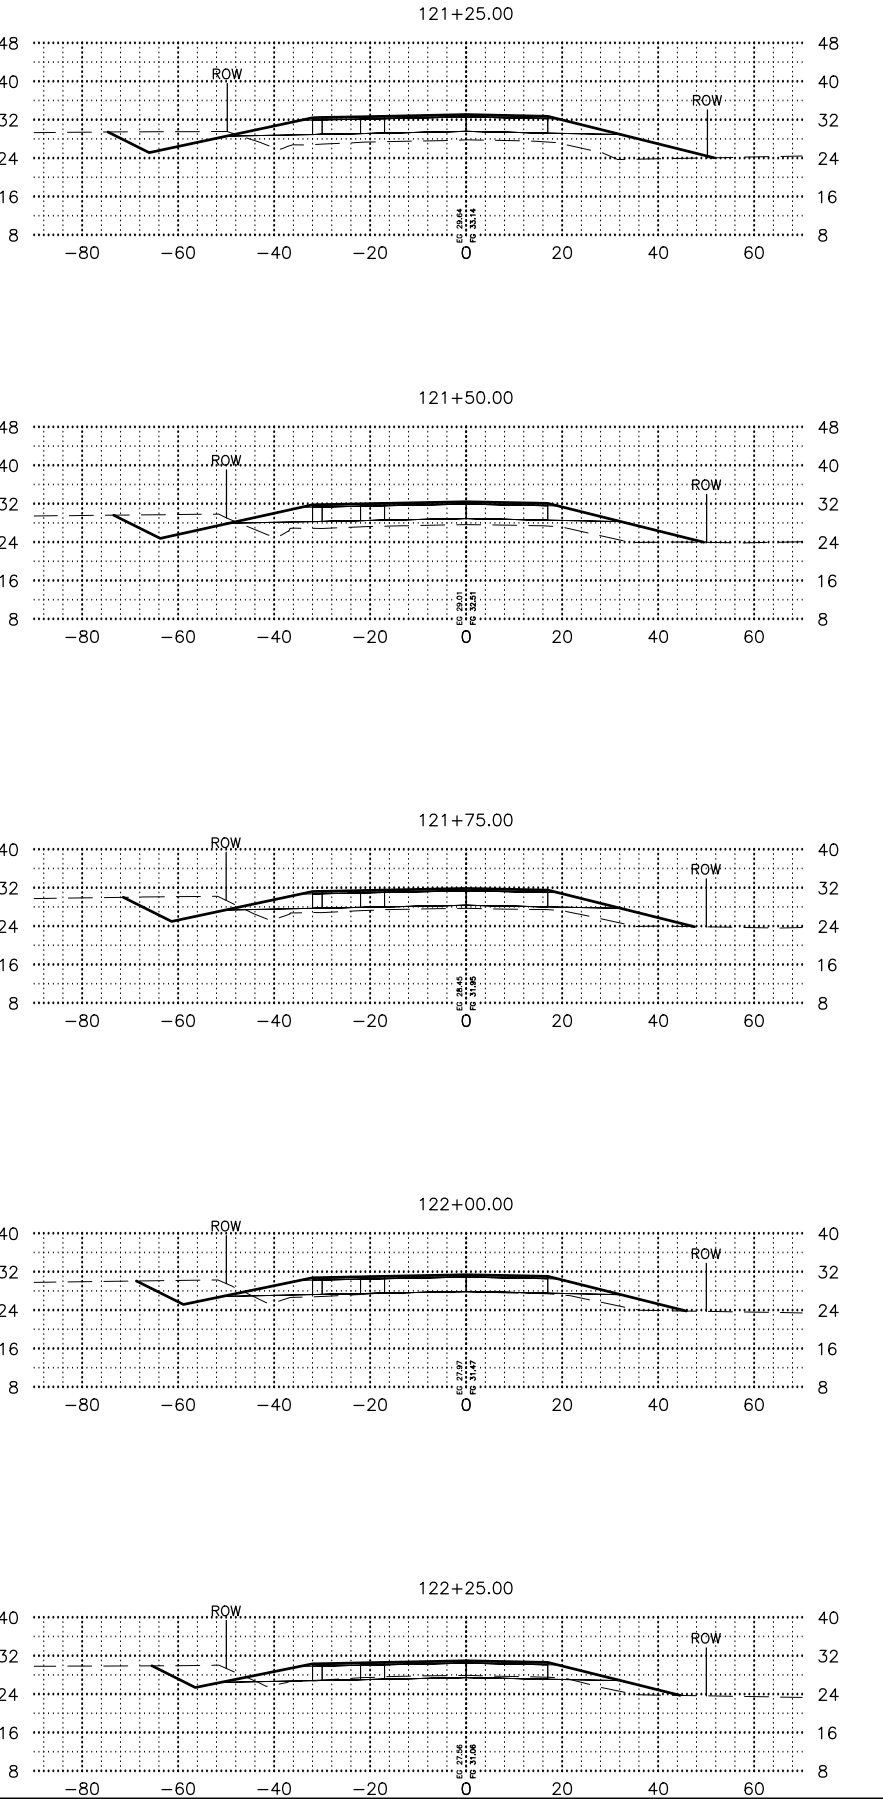 121+25.00
48 48
ROW
40 40
ROW
32 32
24 24
16 16
EG 29.64
FG 33.14
8 8
-80 -60 -40 -20 0 20 40 60
121+50.00
48 48
ROW
40 40
ROW
32 32
24 24
16 16
EG 29.01
FG 32.51
8 8
-80 -60 -40 -20 0 20 40 60
121+75.00
ROW
40 40
ROW
32 32
24 24
16 16
EG 28.45
FG 31.95
8 8
-80 -60 -40 -20 0 20 40 60
122+00.00
ROW
40 40
ROW
32 32
24 24
16 16
EG 27.97
FG 31.47
8 8
-80 -60 -40 -20 0 20 40 60
122+25.00
ROW
40 40
ROW
32 32
24 24
16 16
EG 27.56
FG 31.06
8 8
-80 -60 -40 -20 0 20 40 60